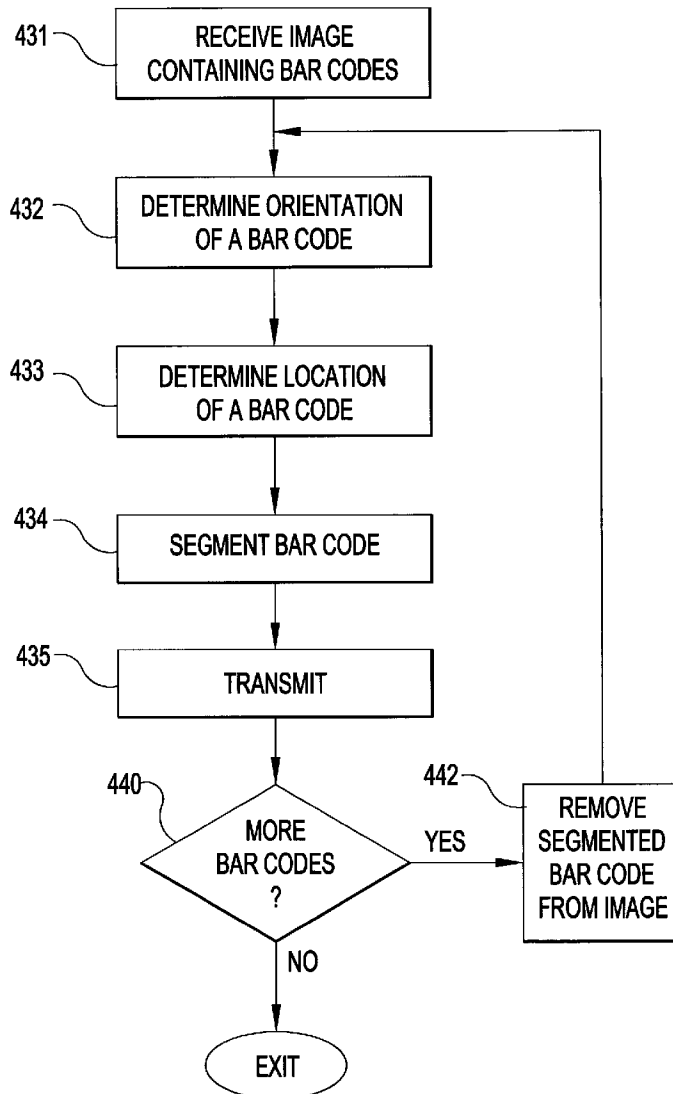 431
RECEIVE IMAGE
CONTAINING BAR CODES
432
DETERMINE ORIENTATION
OF A BAR CODE
433
DETERMINE LOCATION
OF A BAR CODE
434
SEGMENT BAR CODE
435
TRANSMIT
440
MORE
BAR CODES
?
YES
442
REMOVE
SEGMENTED
BAR CODE
FROM IMAGE
NO
EXIT